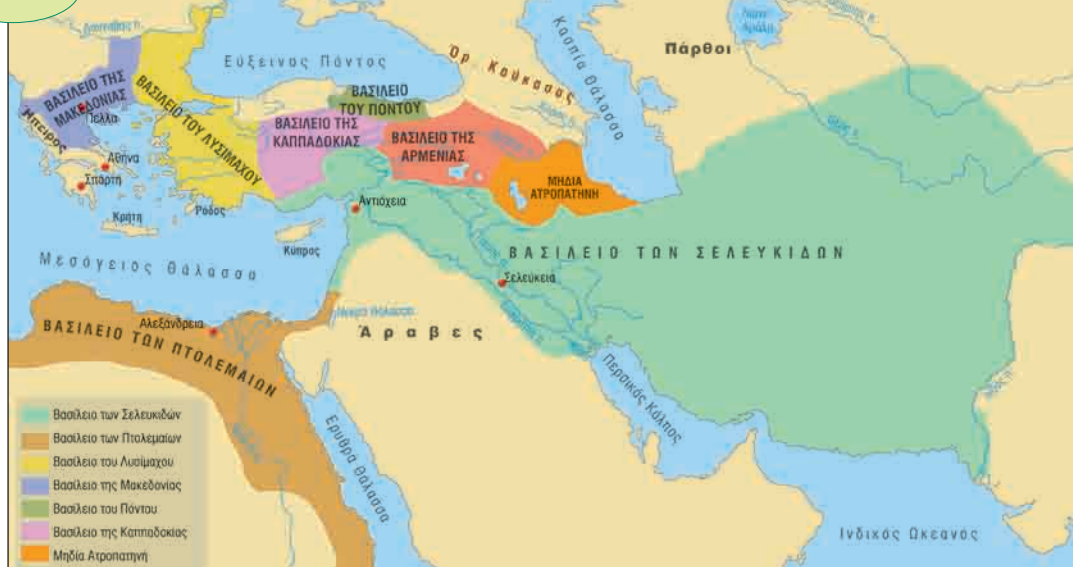 Εύξεινος Πόντος
Όρ. Καύκασος
Κασπία Θάλασσα
Πάρθοι
ΒΑΣΙΛΕΙΟ ΤΗΣ
ΜΑΚΕΔΟΝΙΑΣ
Πέλλα
Ήπειρος
ΒΑΣΙΛΕΙΟ ΤΟΥ ΛΥΣΙΜΑΧΟΥ
ΒΑΣΙΛΕΙΟ
ΤΟΥ ΠΟΝΤΟΥ
ΒΑΣΙΛΕΙΟ ΤΗΣ
ΚΑΠΠΑΔΟΚΙΑΣ
ΒΑΣΙΛΕΙΟ ΤΗΣ
ΑΡΜΕΝΙΑΣ
ΜΗΔΙΑ
ΑΤΡΟΠΑΤΗΝΗ
Αθήνα
Σπάρτη
Κρήτη
Ρόδος
Κύπρος
Αντιόχεια
Μεσόγειος Θάλασσα
ΒΑΣΙΛΕΙΟ ΤΩΝ ΣΕΛΕΥΚΙΔΩΝ
Σελεύκεια
Αλεξάνδρεια
ΒΑΣΙΛΕΙΟ ΤΩΝ ΠΤΟΛΕΜΑΙΩΝ
Άραβες
Περσικός Κόλπος
Ερυθρά Θάλασσα
Ινδικός Ωκεανός
Βασίλειο των Σελευκιδών
Βασίλειο των Πτολεμαίων
Βασίλειο του Λυσίμαχου
Βασίλειο της Μακεδονίας
Βασίλειο του Πόντου
Βασίλειο της Καππαδοκίας
Μηδία Ατροπατηνή